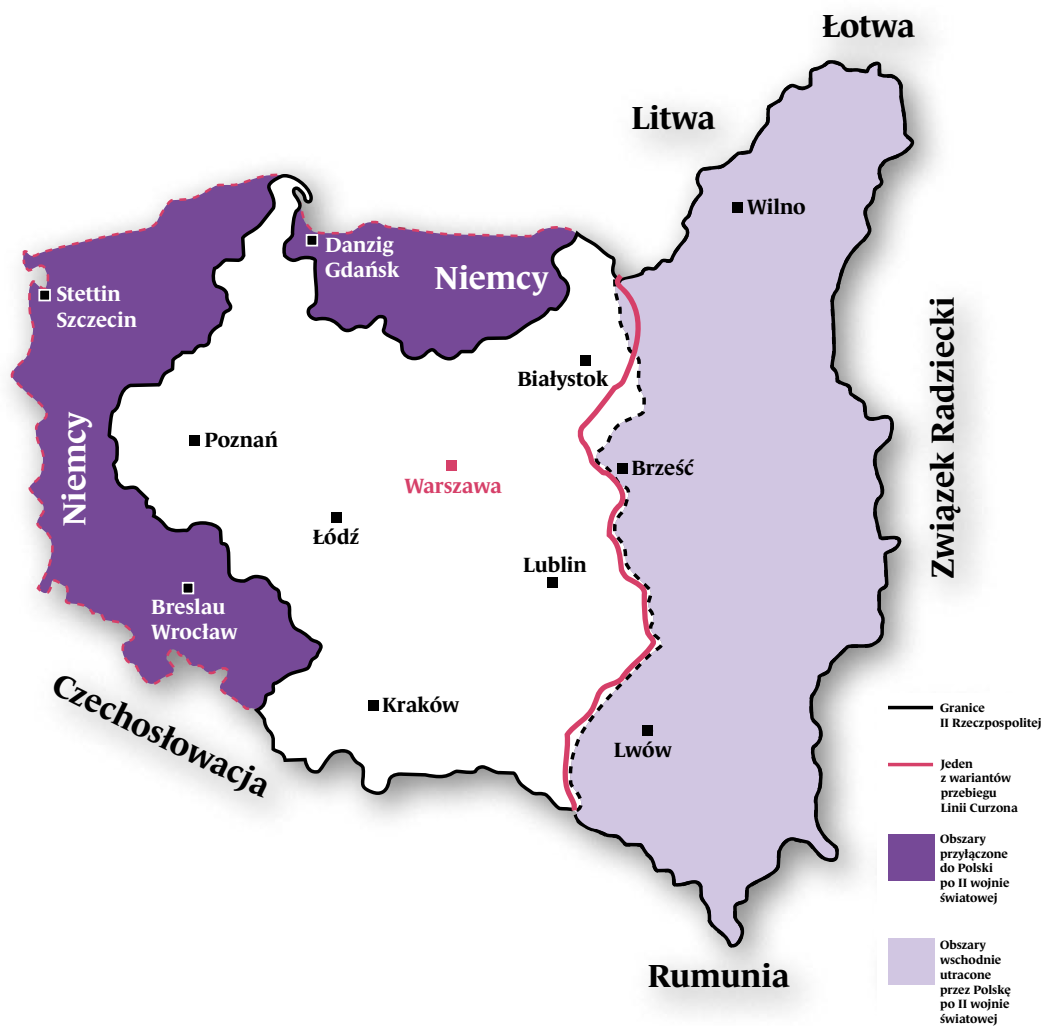 Łotwa
Litwa
Wilno
Danzig
Gdańsk
Niemcy
Stettin
Szczecin
Białystok
Związek Radziecki
Niemcy
Poznań
Warszawa
Brześć
Łódź
Lublin
Breslau
Wrocław
Czechosłowacja
Kraków
Lwów
Rumunia
Granice
II Rzeczpospolitej
Jeden
z wariantów
przebiegu
Linii Curzona
Obszary
przyłączone
do Polski
po II wojnie
światowej
Obszary
wschodnie
utracone
przez Polskę
po II wojnie
światowej